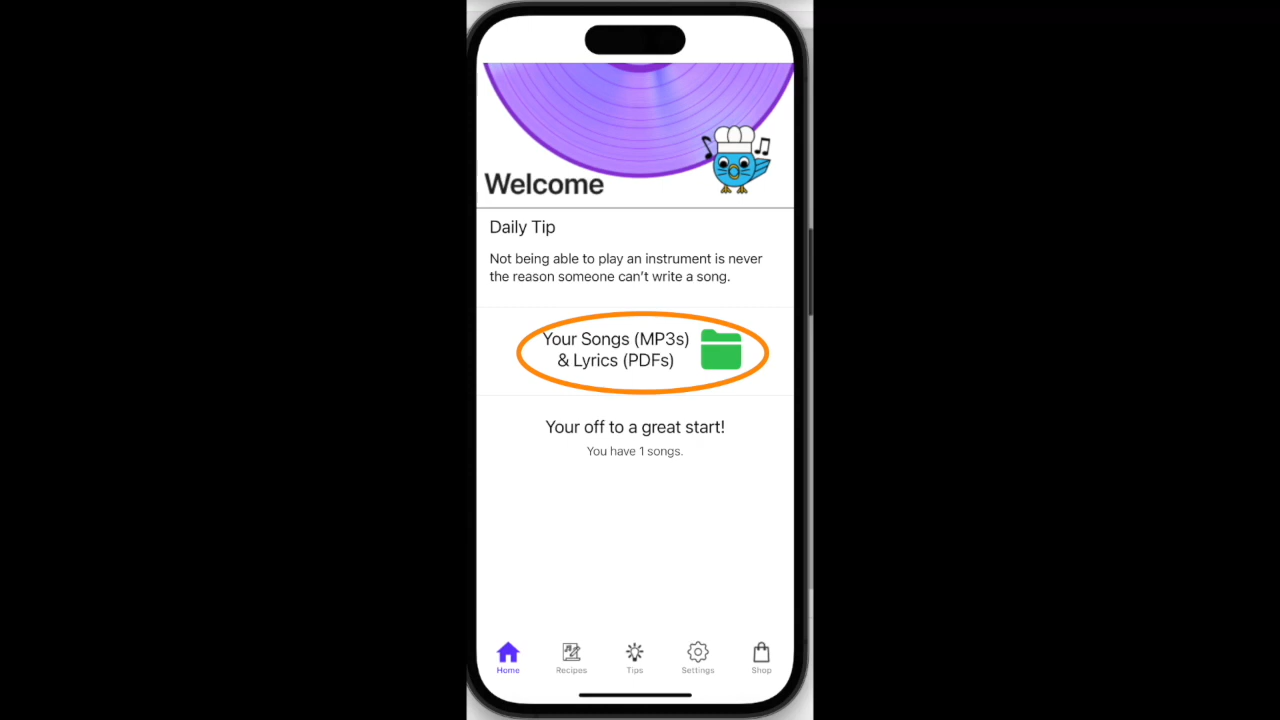 Welcome
Daily Tip
Not being able to play an instrument is never
the reason someone can’t write a song.
Your Songs (MP3s)
& Lyrics (PDFs)
Your off to a great start!
You have 1 songs.
Home
Recipes
Tips
Settings
Shop